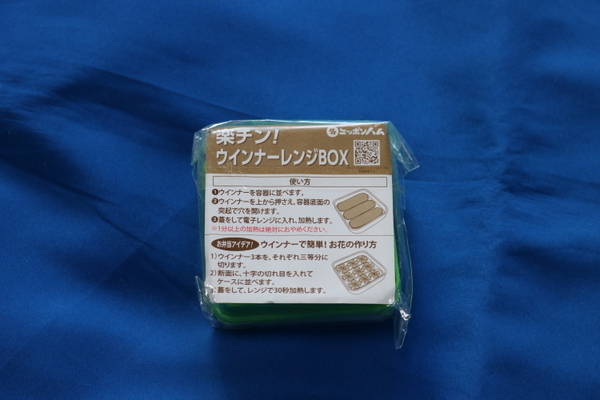 楽チン!
ニッポンハム
ウインナーレンジBOX
使い方
❶ウインナーを容器に並べます。
❷ウインナーを上から押さえ、容器底面の
突起で穴を開けます。
❸蓋をして電子レンジに入れ、加熱します。
※1分以上の加熱は絶対におやめください。
お弁当アイデア! ウインナーで簡単!お花の作り方
1)ウインナー3本を、それぞれ三等分に
切ります。
2)断面に、十字の切れ目を入れて
ケースに並べます。
蓋をして、レンジで30秒加熱します。